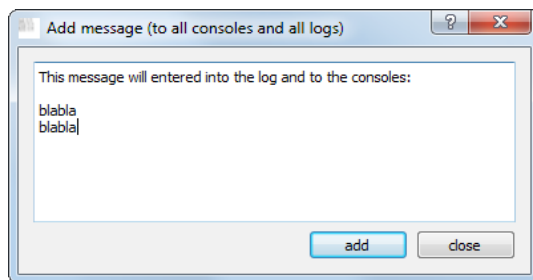 Add message (to all consoles and all logs)
This message will entered into the log and to the consoles:
blabla
blabla
add close